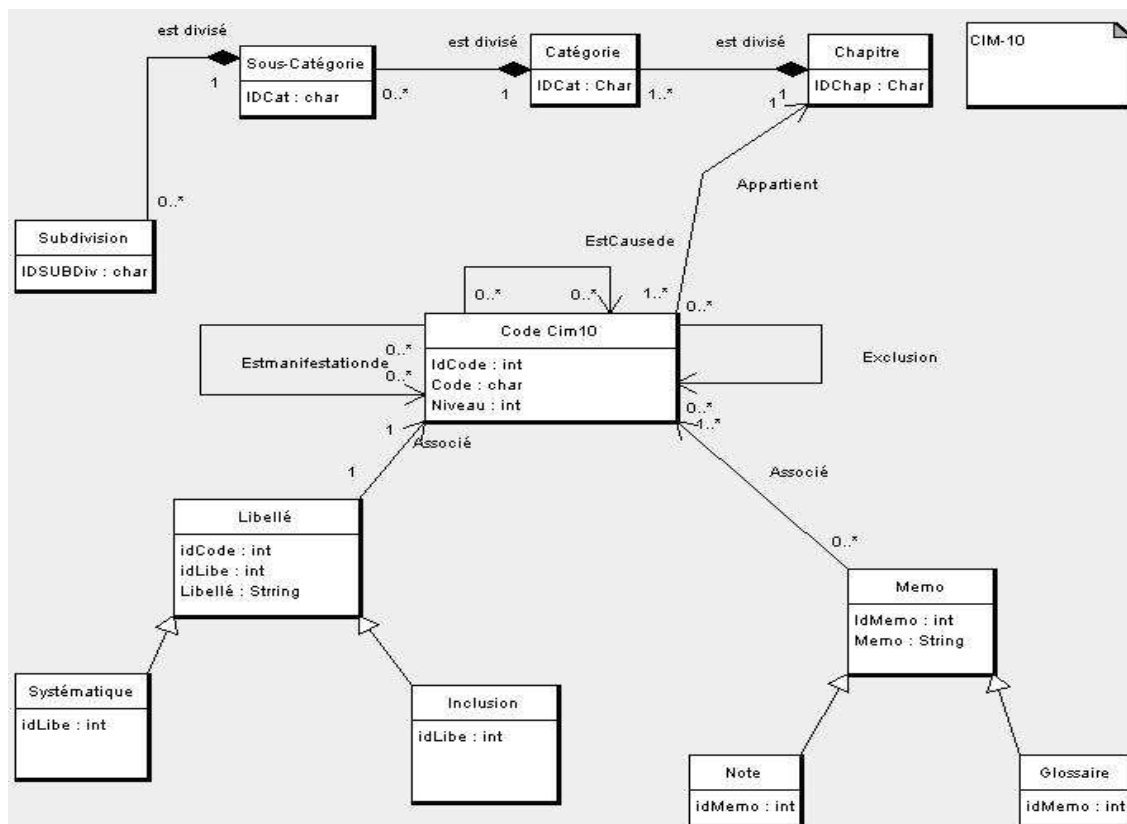 est divisé
est divisé
est divisé
Sous-Catégorie
IDCat : char
Catégorie
IDCat : Char
Chapitre
IDChap : Char
CIM-10
1
0..*
1
1..*
1
1
0..*
Appartient
Subdivision
IDSUBDiv : char
EstCausede
0..*
0..*
1..*
0..*
Code Cim10
IdCode : int
Code : char
Niveau : int
0..*
Estmanifestationde
0..*
Exclusion
0..*
1..*
1
Associé
1
Associé
0..*
Libellé
idCode : int
idLibe : int
Libellé : Strring
Memo
IdMemo : int
Memo : String
Systématique
idLibe : int
Inclusion
idLibe : int
Note
idMemo : int
Glossaire
idMemo : int